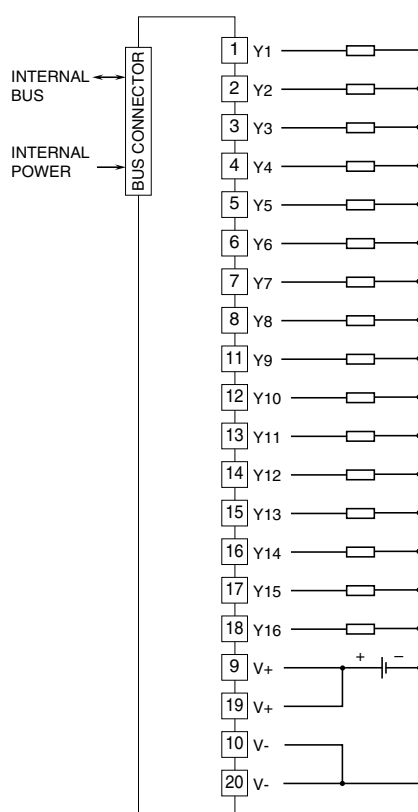 INTERNAL
BUS
INTERNAL
POWER
BUS CONNECTOR
1 Y1
2 Y2
3 Y3
4 Y4
5 Y5
6 Y6
7 Y7
8 Y8
11 Y9
12 Y10
13 Y11
14 Y12
15 Y13
16 Y14
17 Y15
18 Y16
9 V+ + −
19 V+
10 V-
20 V-